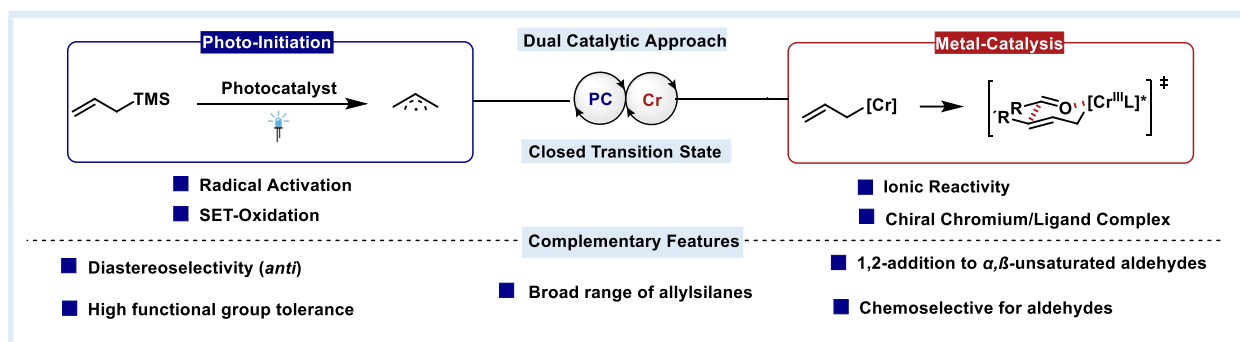 Photo-Initiation
Dual Catalytic Approach
Metal-Catalysis
TMS
Photocatalyst
PC
Cr
[Cr]
R
´R
O
[CrᴵᴵᴵL]*
‡
Closed Transition State
Radical Activation
SET-Oxidation
Ionic Reactivity
Chiral Chromium/Ligand Complex
Complementary Features
Diastereoselectivity (anti)
High functional group tolerance
Broad range of allylsilanes
1,2-addition to α,ß-unsaturated aldehydes
Chemoselective for aldehydes